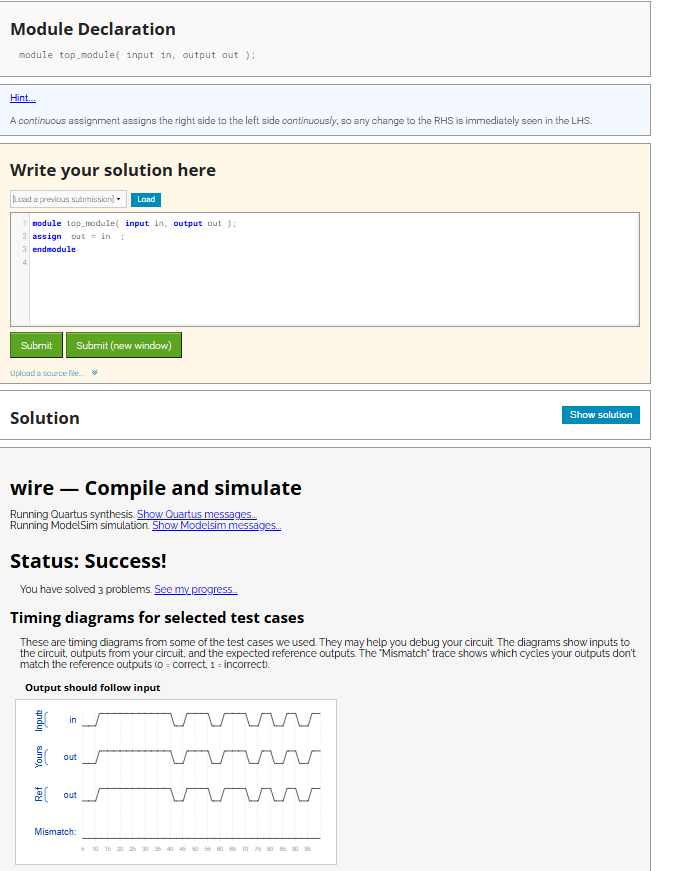 Module Declaration
module top_module( input in, output out );
Hint...
A continuous assignment assigns the right side to the left side continuously, so any change to the RHS is immediately seen in the LHS.
Write your solution here
[Load a previous submission]
Load
1 module top_module( input in, output out );
2 assign out = in ;
3 endmodule
4
Submit
Submit (new window)
Upload a source file...
Solution
Show solution
wire — Compile and simulate
Running Quartus synthesis. Show Quartus messages...
Running ModelSim simulation. Show Modelsim messages...
Status: Success!
You have solved 3 problems. See my progress...
Timing diagrams for selected test cases
These are timing diagrams from some of the test cases we used. They may help you debug your circuit. The diagrams show inputs to
the circuit, outputs from your circuit, and the expected reference outputs. The "Mismatch" trace shows which cycles your outputs don't
match the reference outputs (0 = correct, 1 = incorrect).
Output should follow input
Inputs in
Yours out
Ref out
Mismatch:
5 10 15 20 25 30 35 40 45 50 55 60 65 70 75 80 85 90 95